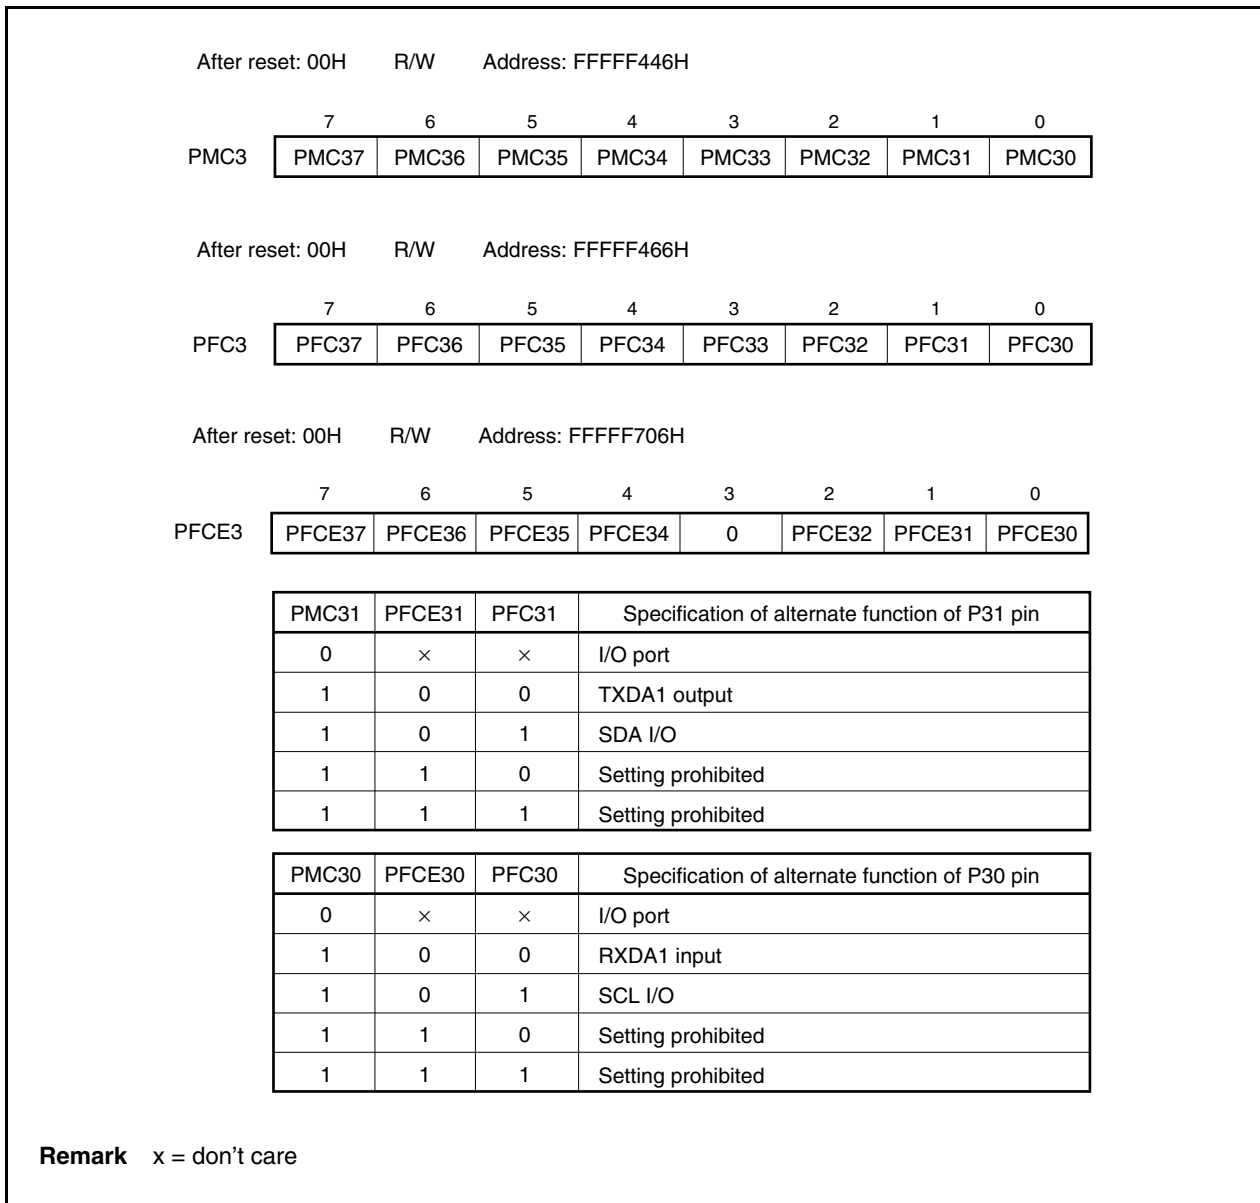 After reset: 00H R/W Address: FFFFF446H
7 6 5 4 3 2 1 0
PMC3 PMC37 PMC36 PMC35 PMC34 PMC33 PMC32 PMC31 PMC30
After reset: 00H R/W Address: FFFFF466H
7 6 5 4 3 2 1 0
PFC3 PFC37 PFC36 PFC35 PFC34 PFC33 PFC32 PFC31 PFC30
After reset: 00H R/W Address: FFFFF706H
7 6 5 4 3 2 1 0
PFCE3 PFCE37 PFCE36 PFCE35 PFCE34 0 PFCE32 PFCE31 PFCE30
PMC31 PFCE31 PFC31 Specification of alternate function of P31 pin
0 × × I/O port
1 0 0 TXDA1 output
1 0 1 SDA I/O
1 1 0 Setting prohibited
1 1 1 Setting prohibited
PMC30 PFCE30 PFC30 Specification of alternate function of P30 pin
0 × × I/O port
1 0 0 RXDA1 input
1 0 1 SCL I/O
1 1 0 Setting prohibited
1 1 1 Setting prohibited
Remark x = don't care